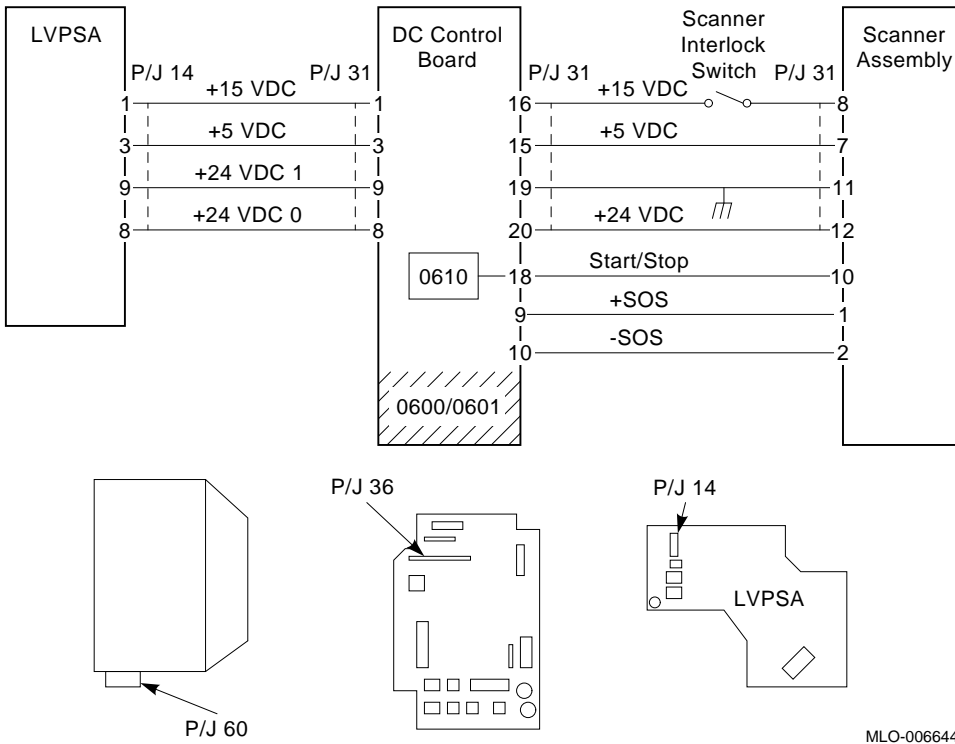 LVPSA
DC Control
Board
Scanner
Interlock
Switch
Scanner
Assembly
P/J 14
P/J 31
P/J 31
P/J 31
1
+15 VDC
1
16
+15 VDC
8
3
+5 VDC
3
15
+5 VDC
7
9
+24 VDC 1
9
19
11
8
+24 VDC 0
8
20
+24 VDC
12
0610
18
Start/Stop
10
9
+SOS
1
10
-SOS
2
0600/0601
P/J 36
P/J 14
LVPSA
P/J 60
MLO-006644